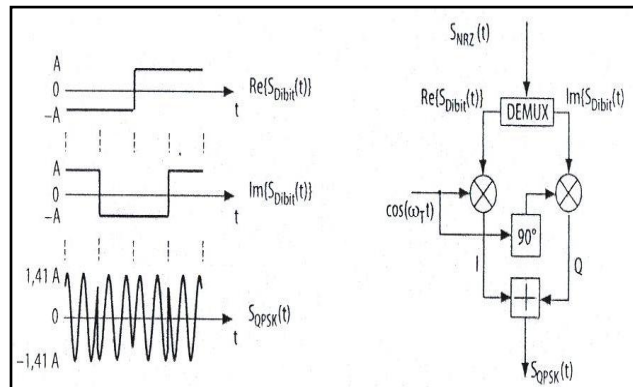 A
0
−A
Re{S_Dibit(t)}
t
A
0
−A
Im{S_Dibit(t)}
t
1,41 A
0
−1,41 A
S_QPSK(t)
t
S_NRZ(t)
Re{S_Dibit(t)}
Im{S_Dibit(t)
DEMUX
cos(ω_T t)
90°
I
Q
+
S_QPSK(t)